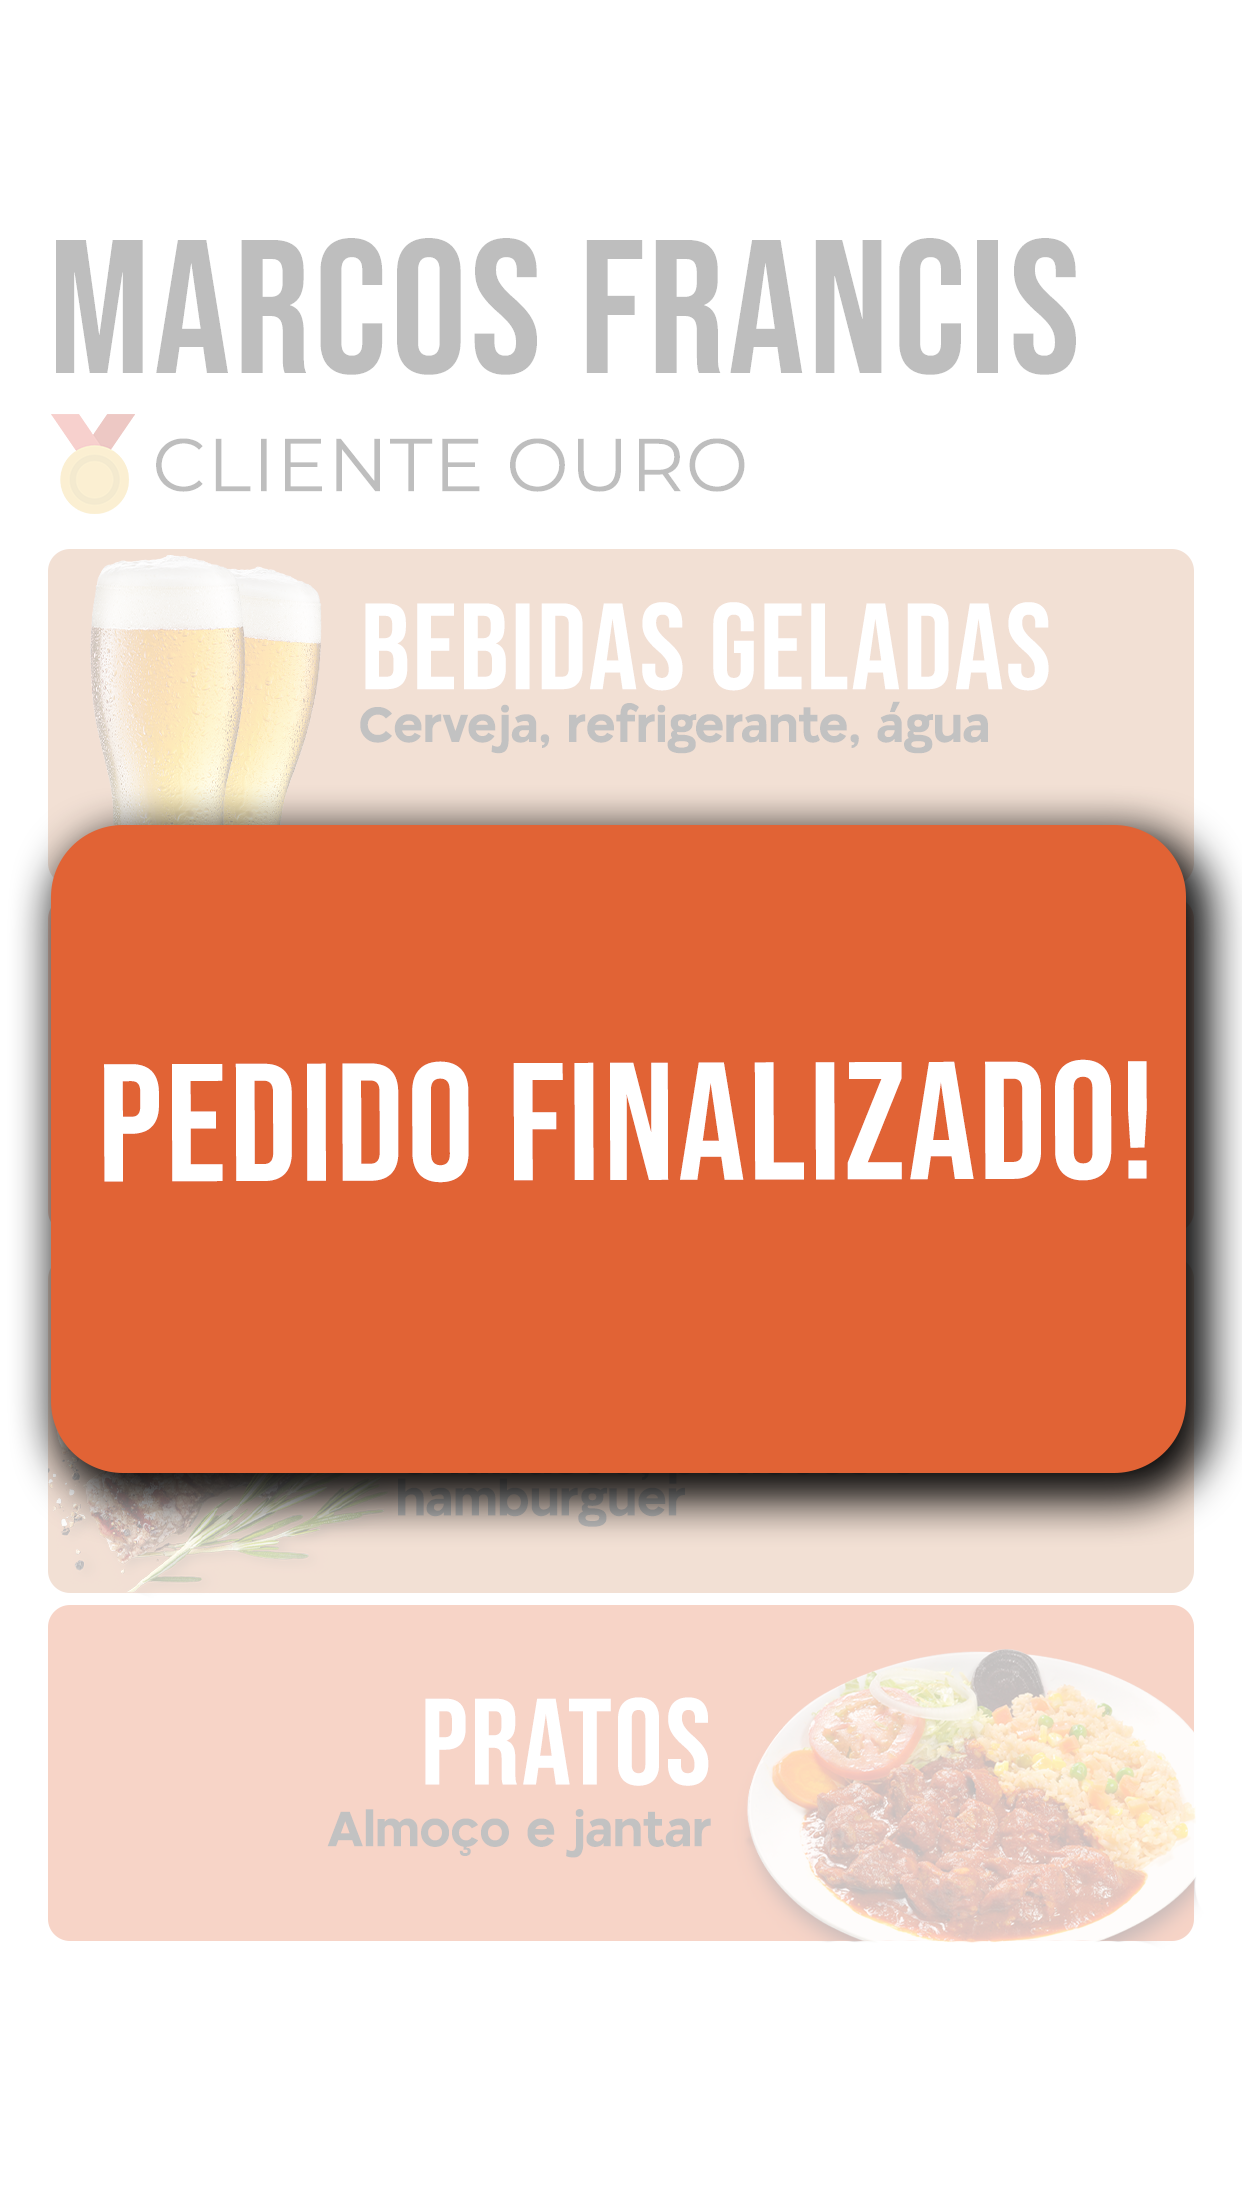 MARCOS FRANCIS
CLIENTE OURO
BEBIDAS GELADAS
Cerveja, refrigerante, água
PEDIDO FINALIZADO!
hamburguer
PRATOS
Almoço e jantar